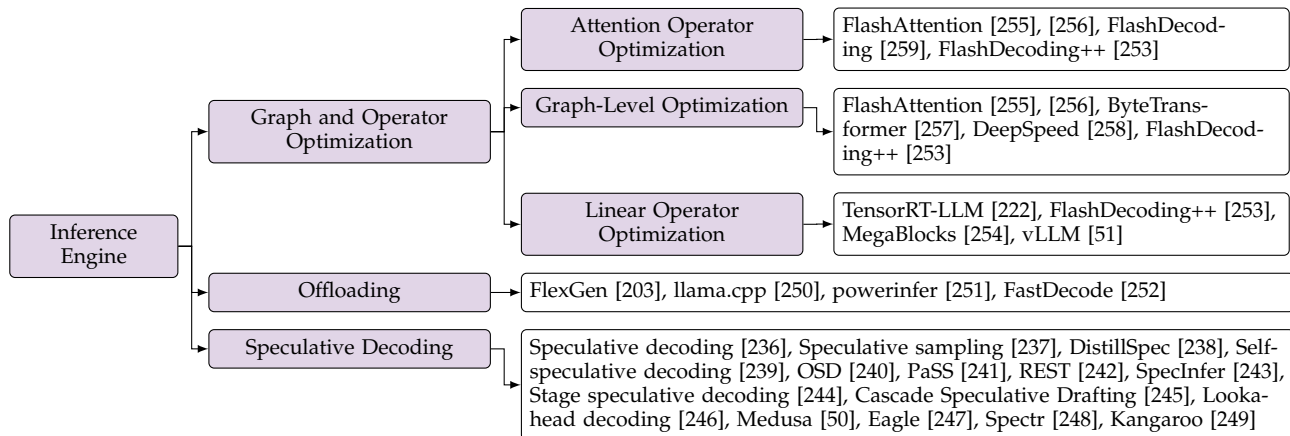 Attention Operator
Optimization
FlashAttention [255], [256], FlashDecod-
ing [259], FlashDecoding++ [253]
Graph and Operator
Optimization
Graph-Level Optimization
FlashAttention [255], [256], ByteTrans-
former [257], DeepSpeed [258], FlashDecod-
ing++ [253]
Linear Operator
Optimization
TensorRT-LLM [222], FlashDecoding++ [253],
MegaBlocks [254], vLLM [51]
Inference
Engine
Offloading
FlexGen [203], llama.cpp [250], powerinfer [251], FastDecode [252]
Speculative Decoding
Speculative decoding [236], Speculative sampling [237], DistillSpec [238], Self-
speculative decoding [239], OSD [240], PaSS [241], REST [242], SpecInfer [243],
Stage speculative decoding [244], Cascade Speculative Drafting [245], Looka-
head decoding [246], Medusa [50], Eagle [247], Spectr [248], Kangaroo [249]